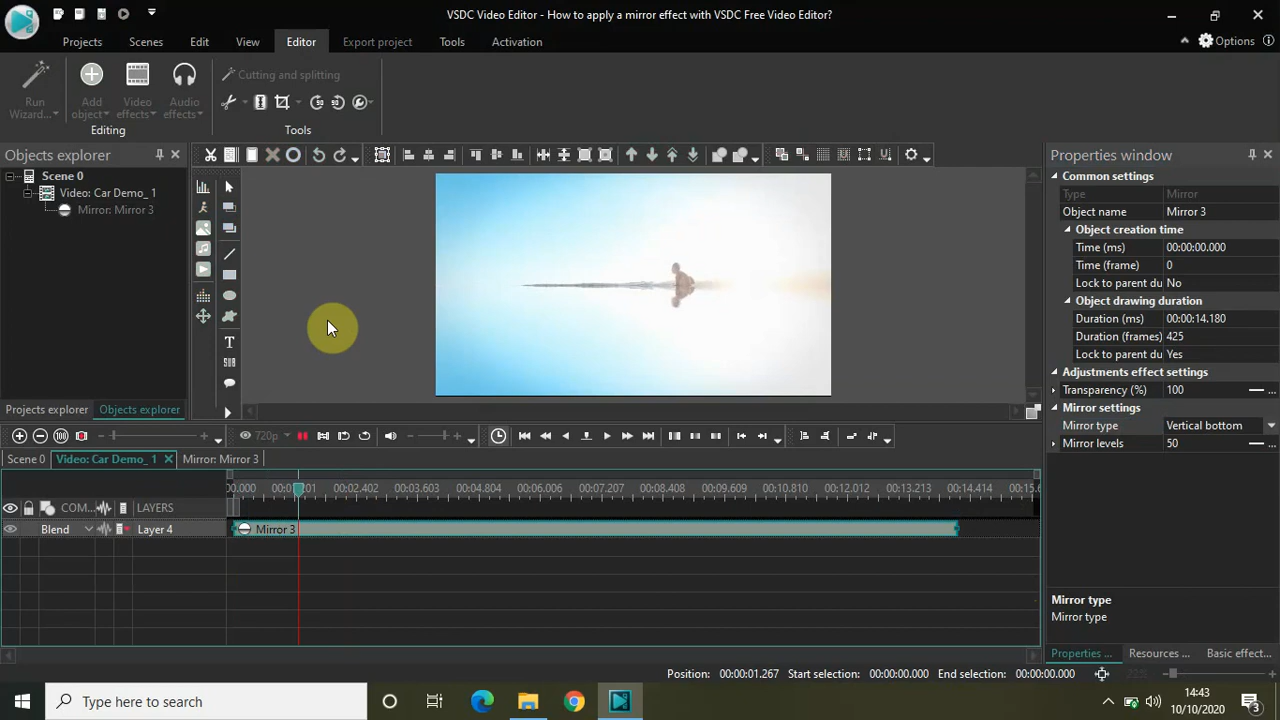 VSDC Video Editor - How to apply a mirror effect with VSDC Free Video Editor?
Projects Scenes Edit View Editor Export project Tools Activation Options
Run Wizard...
Add object
Video effects
Audio effects
Cutting and splitting
Editing Tools
Objects explorer
Scene 0
Video: Car Demo_ 1
Mirror: Mirror 3
Projects explorer Objects explorer
Properties window
Common settings
Type Mirror
Object name Mirror 3
Object creation time
Time (ms) 00:00:00.000
Time (frame) 0
Lock to parent du No
Object drawing duration
Duration (ms) 00:00:14.180
Duration (frames) 425
Lock to parent du Yes
Adjustments effect settings
Transparency (%) 100
Mirror settings
Mirror type Vertical bottom
Mirror levels 50
Mirror type
Mirror type
Properties ... Resources ... Basic effect...
720p
Scene 0 Video: Car Demo_ 1 Mirror: Mirror 3
00:02.402 00:03.603 00:04.804 00:06.006 00:07.207 00:08.408 00:09.609 00:10.810 00:12.012 00:13.213 00:14.414
COM... LAYERS
Blend Layer 4 Mirror 3
Position: 00:00:01.267 Start selection: 00:00:00.000 End selection: 00:00:00.000
Type here to search
14:43
10/10/2020
3